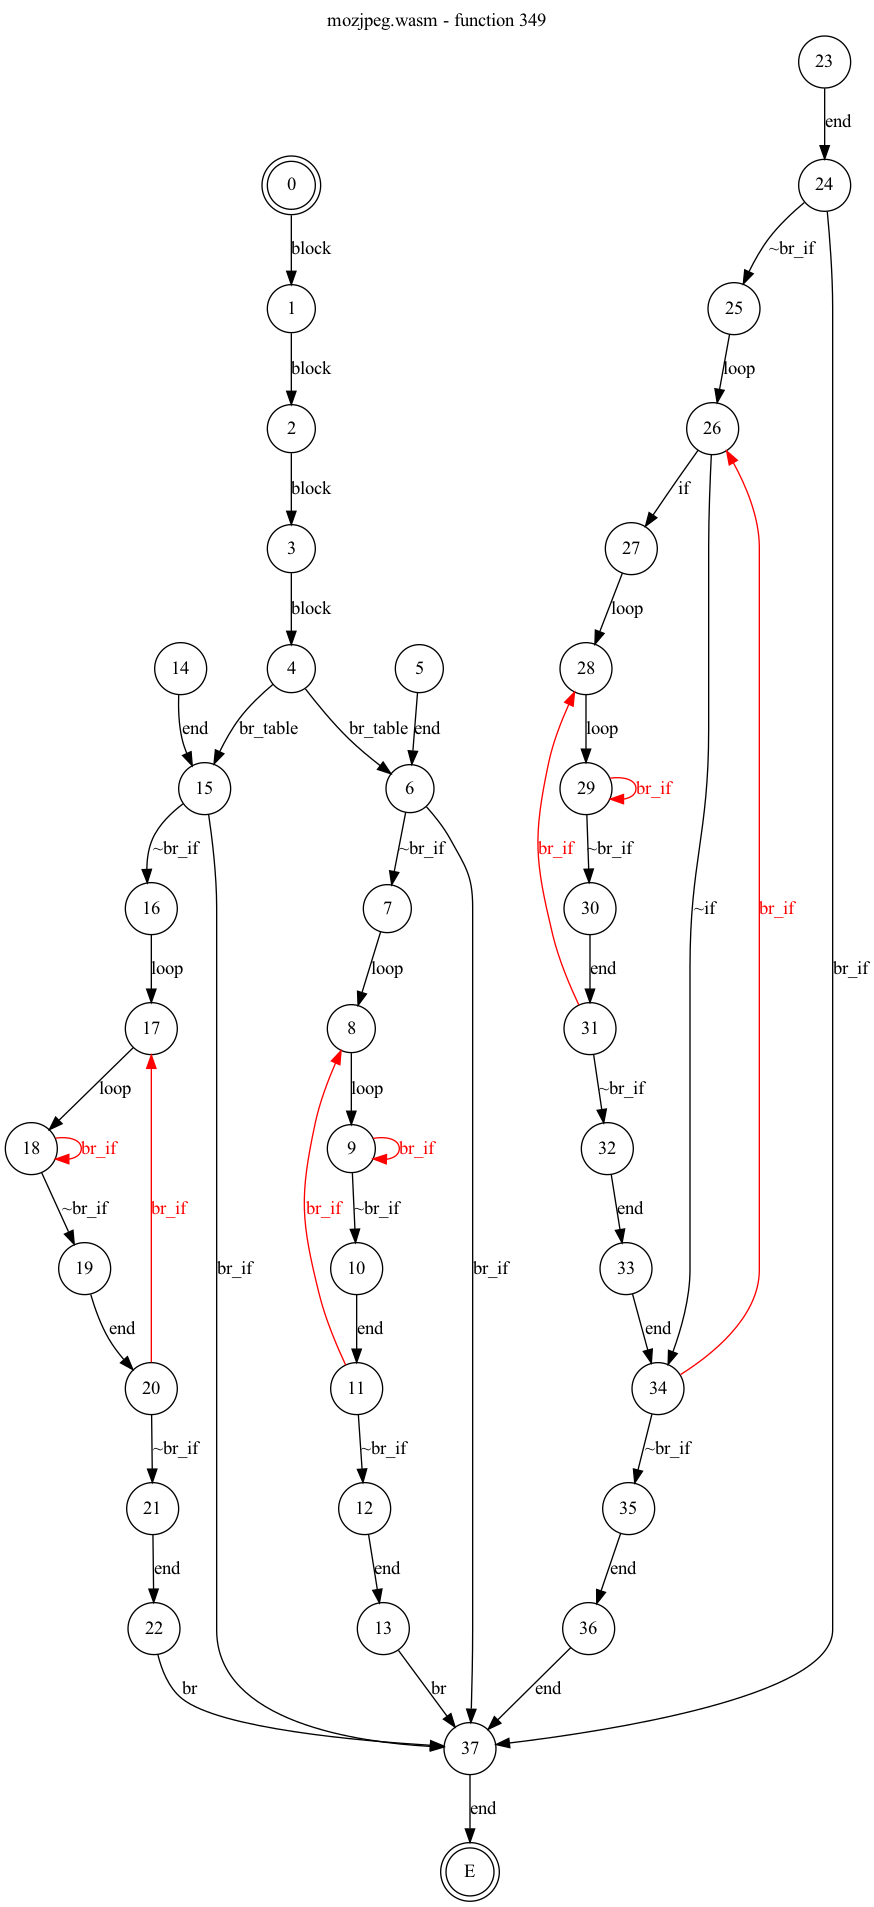 mozjpeg.wasm - function 349
23
end
24
0
~br_if
block
25
1
loop
block
26
2
if
block
27
3
loop
block
14
4
5
28
end
br_table
br_table
end
loop
15
6
29
br_if
~br_if
~br_if
br_if
~br_if
16
7
30
~if
br_if
loop
loop
end
br_if
17
8
31
loop
loop
~br_if
18
br_if
9
br_if
32
~br_if
br_if
br_if
~br_if
end
19
br_if
10
br_if
33
end
end
end
20
11
34
~br_if
~br_if
~br_if
21
12
35
end
end
end
22
13
36
br
br
end
37
end
E